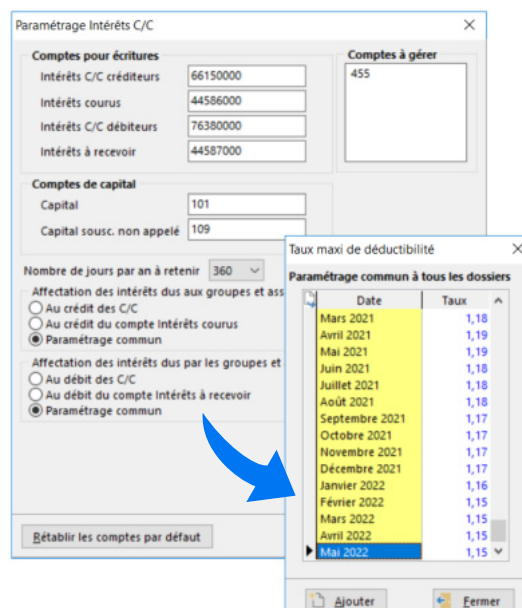 Paramétrage Intérêts C/C
Comptes pour écritures
Intérêts C/C créditeurs 66150000
Intérêts courus 44586000
Intérêts C/C débiteurs 76380000
Intérêts à recevoir 44587000
Comptes à gérer
455
Comptes de capital
Capital 101
Capital sousc. non appelé 109
Nombre de jours par an à retenir 360
Affectation des intérêts dus aux groupes et ass
Au crédit des C/C
Au crédit du compte Intérêts courus
Paramétrage commun
Affectation des intérêts dus par les groupes et
Au débit des C/C
Au débit du compte Intérêts à recevoir
Paramétrage commun
Rétablir les comptes par défaut
Taux maxi de déductibilité
Paramétrage commun à tous les dossiers
Date Taux
Mars 2021 1,18
Avril 2021 1,19
Mai 2021 1,19
Juin 2021 1,18
Juillet 2021 1,18
Août 2021 1,18
Septembre 2021 1,17
Octobre 2021 1,17
Novembre 2021 1,17
Décembre 2021 1,17
Janvier 2022 1,16
Février 2022 1,15
Mars 2022 1,15
Avril 2022 1,15
Mai 2022 1,15
Ajouter
Fermer